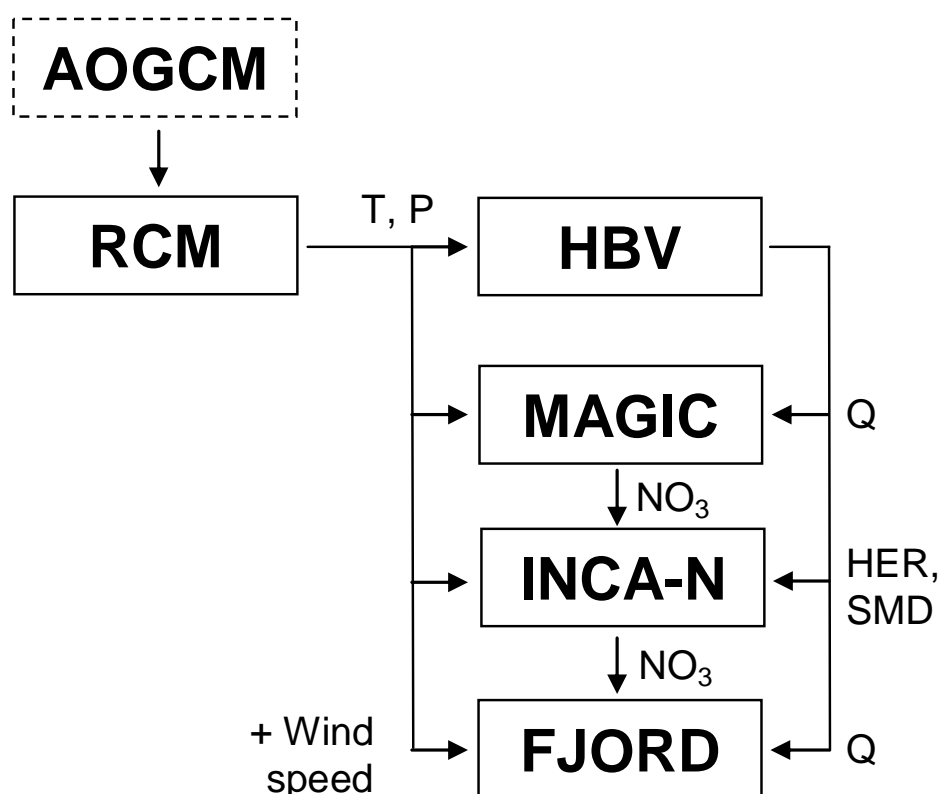 AOGCM
T, P
RCM
HBV
MAGIC
Q
NO₃
INCA-N
HER,
SMD
NO₃
+ Wind
speed
FJORD
Q